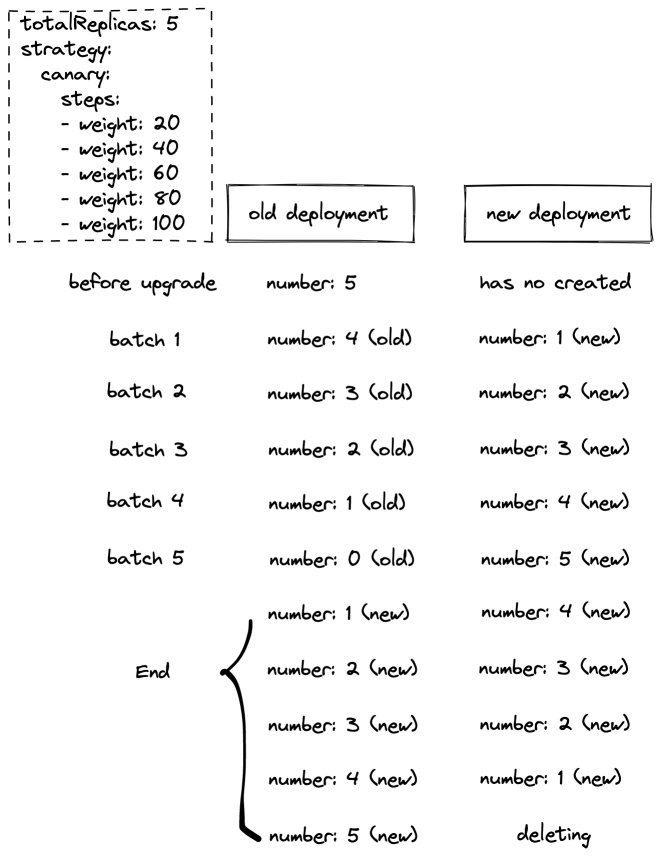 totalReplicas: 5
strategy:
canary:
steps:
- weight: 20
- weight: 40
- weight: 60
- weight: 80
- weight: 100
old deployment
new deployment
before upgrade number: 5 has no created
batch 1 number: 4 (old) number: 1 (new)
batch 2 number: 3 (old) number: 2 (new)
batch 3 number: 2 (old) number: 3 (new)
batch 4 number: 1 (old) number: 4 (new)
batch 5 number: 0 (old) number: 5 (new)
number: 1 (new) number: 4 (new)
End number: 2 (new) number: 3 (new)
number: 3 (new) number: 2 (new)
number: 4 (new) number: 1 (new)
number: 5 (new) deleting